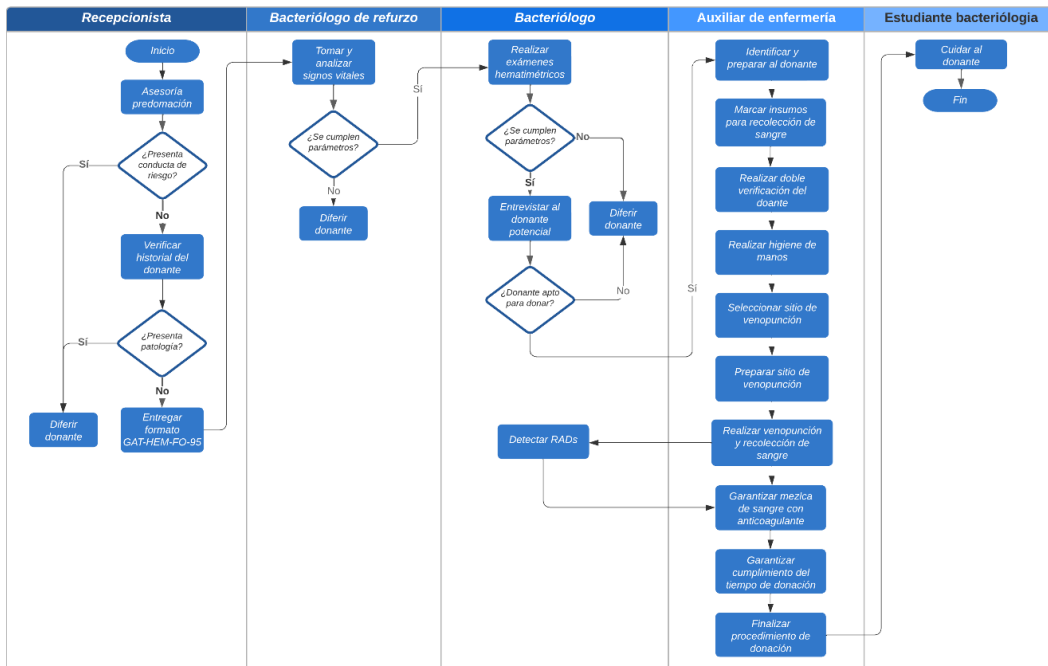 Recepcionista
Bacteriólogo de refurzo
Bacteriólogo
Auxiliar de enfermería
Estudiante bacteriólogia
Inicio
Asesoría
predomación
¿Presenta
conducta de
riesgo?
Sí
No
Verificar
historial del
donante
¿Presenta
patología?
Sí
No
Diferir
donante
Entregar
formato
GAT-HEM-FO-95
Tomar y
analizar
signos vitales
¿Se cumplen
parámetros?
Sí
No
Diferir
donante
Realizar
exámenes
hematimétricos
¿Se cumplen
parámetros?
No
Sí
Entrevistar al
donante
potencial
Diferir
donante
¿Donante apto
para donar?
No
Sí
Detectar RADs
Identificar y
preparar al donante
Marcar insumos
para recolección de
sangre
Realizar doble
verificación del
doante
Realizar higiene de
manos
Seleccionar sitio de
venopunción
Preparar sitio de
venopunción
Realizar venopunción
y recolección de
sangre
Garantizar mezlca
de sangre con
anticoagulante
Garantizar
cumplimiento del
tiempo de donación
Finalizar
procedimiento de
donación
Cuidar al
donante
Fin